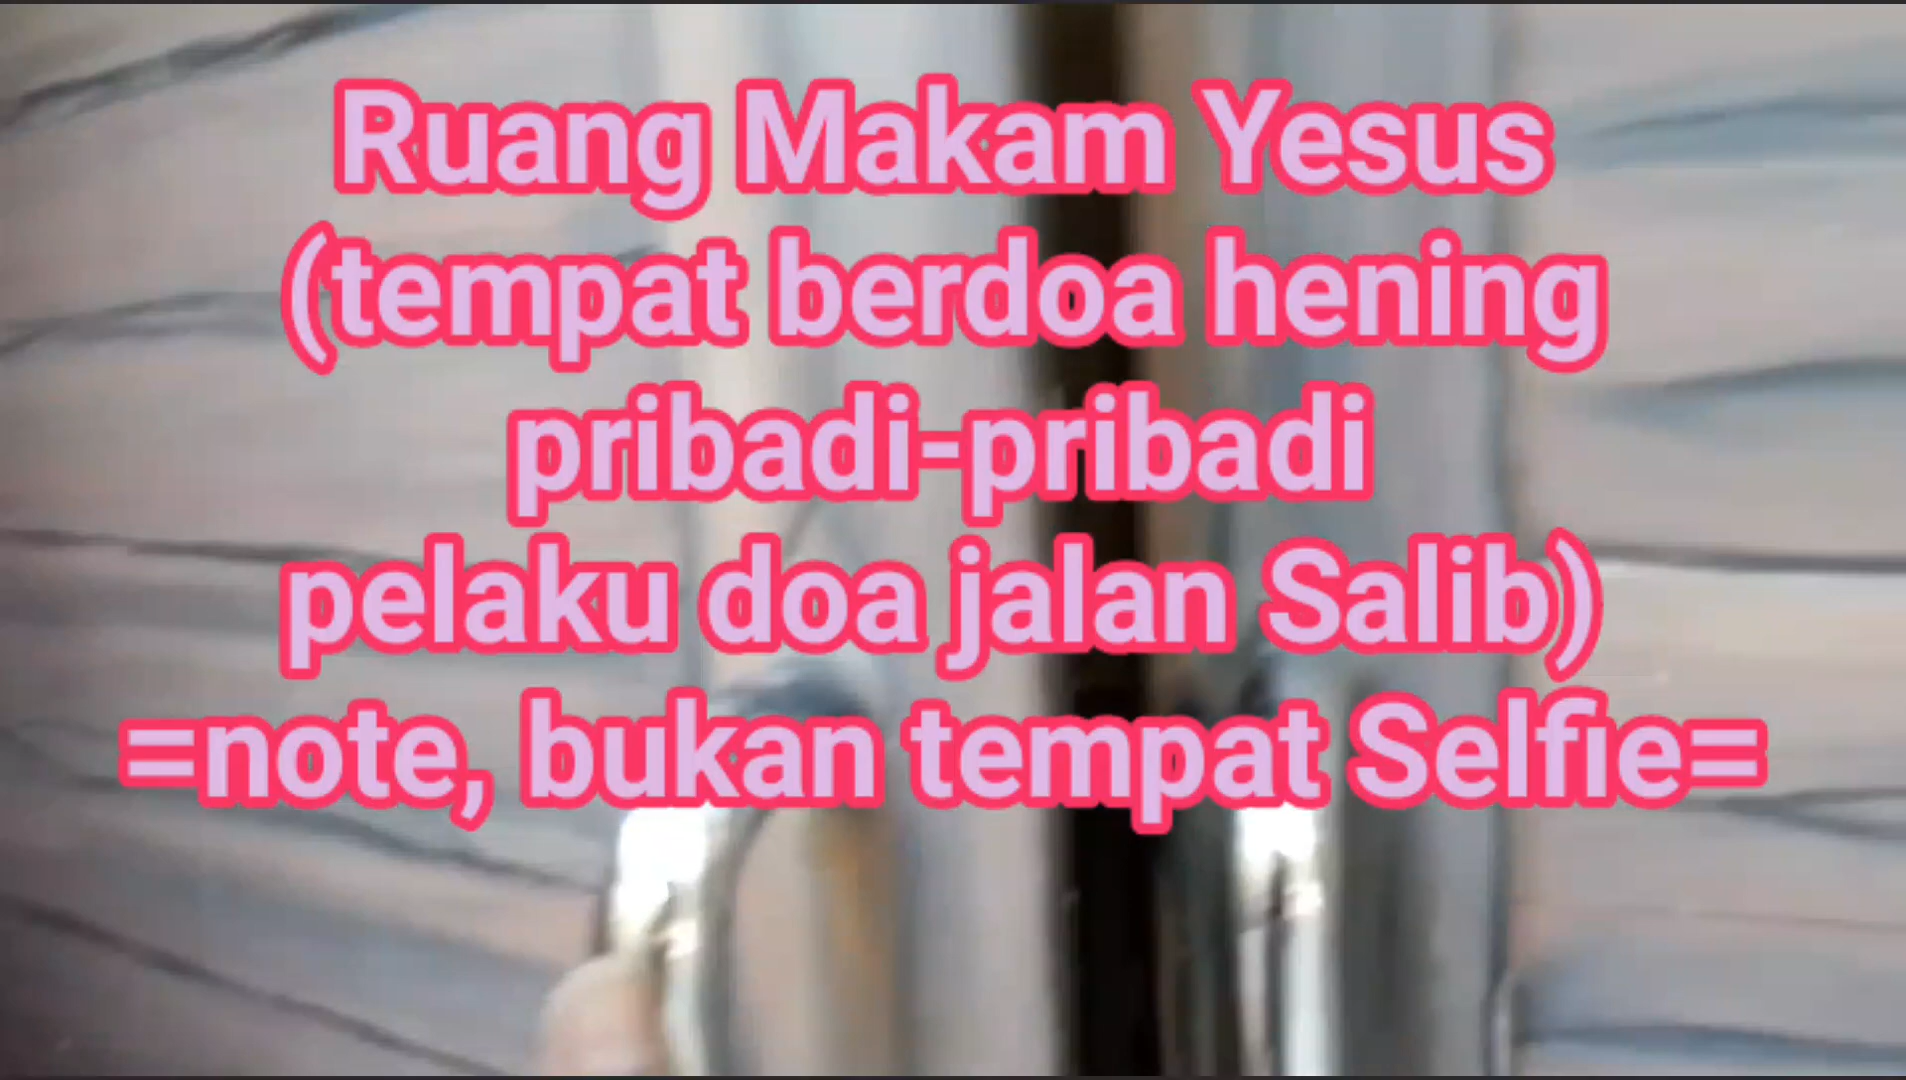 Ruang Makam Yesus
(tempat berdoa hening
pribadi-pribadi
pelaku doa jalan Salib)
=note, bukan tempat Selfie=